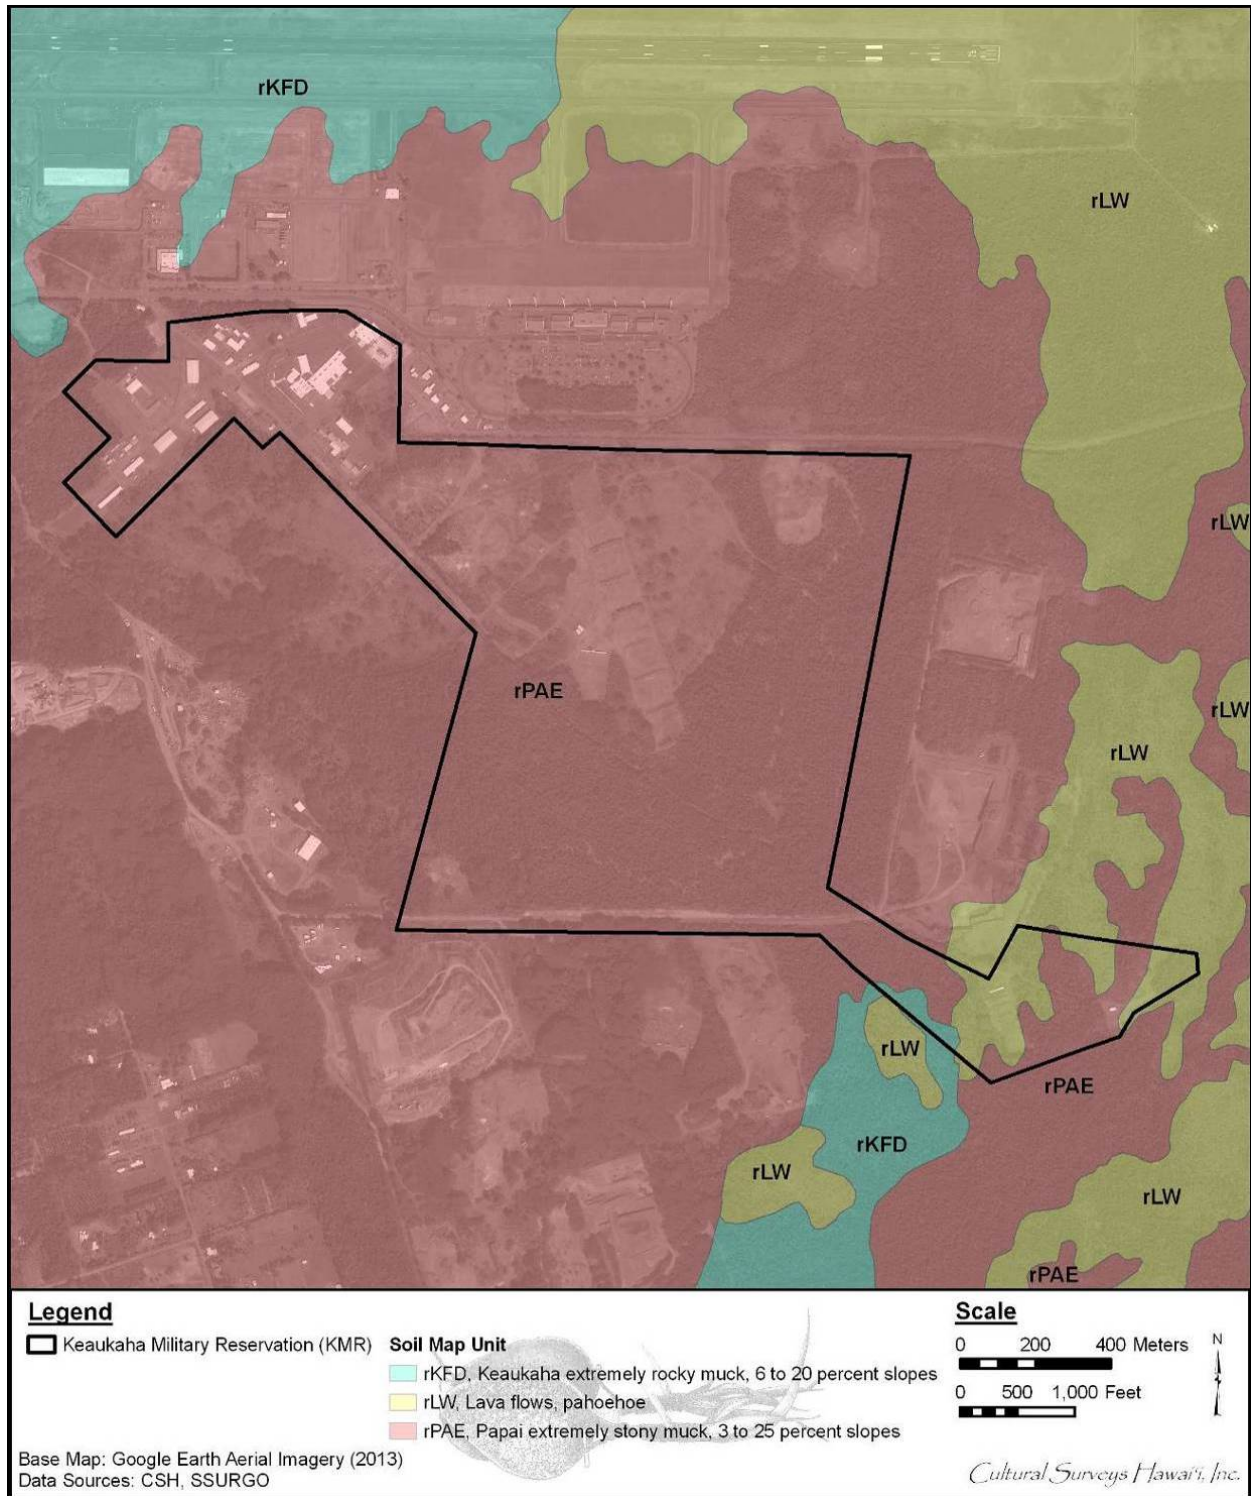 rKFD
rLW
rLW
rPAE
rLW
rLW
rLW
rPAE
rKFD
rLW
rLW
rPAE
Legend
Keaukaha Military Reservation (KMR)
Soil Map Unit
rKFD, Keaukaha extremely rocky muck, 6 to 20 percent slopes
rLW, Lava flows, pahoehoe
rPAE, Papai extremely stony muck, 3 to 25 percent slopes
Scale
0 200 400 Meters
0 500 1,000 Feet
N
Base Map: Google Earth Aerial Imagery (2013)
Data Sources: CSH, SSURGO
Cultural Surveys Hawai‘i, Inc.